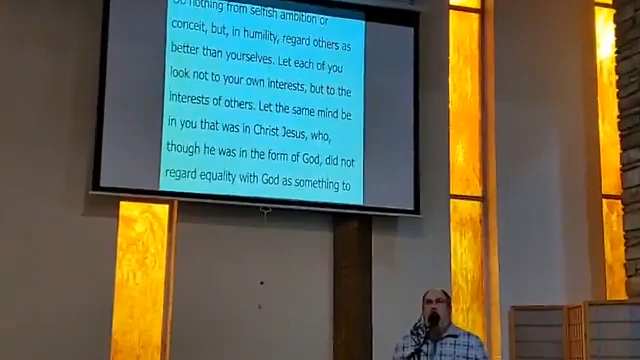 Do nothing from selfish ambition or
conceit, but, in humility, regard others as
better than yourselves. Let each of you
look not to your own interests, but to the
interests of others. Let the same mind be
in you that was in Christ Jesus, who,
though he was in the form of God, did not
regard equality with God as something to